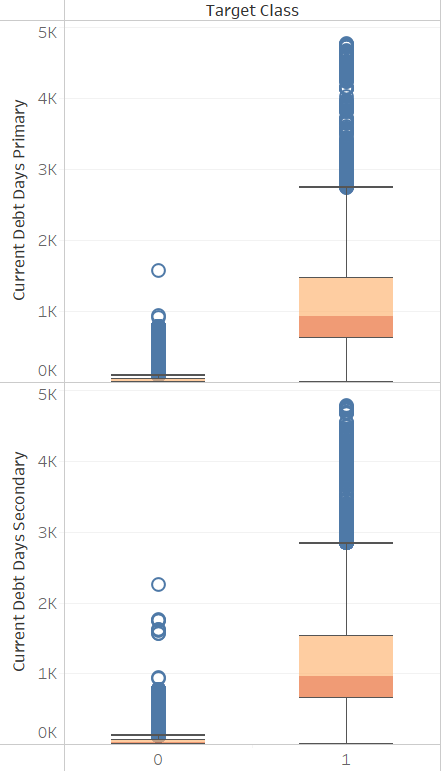 Target Class
Current Debt Days Primary
5K
4K
3K
2K
1K
0K
Current Debt Days Secondary
5K
4K
3K
2K
1K
0K
0 1